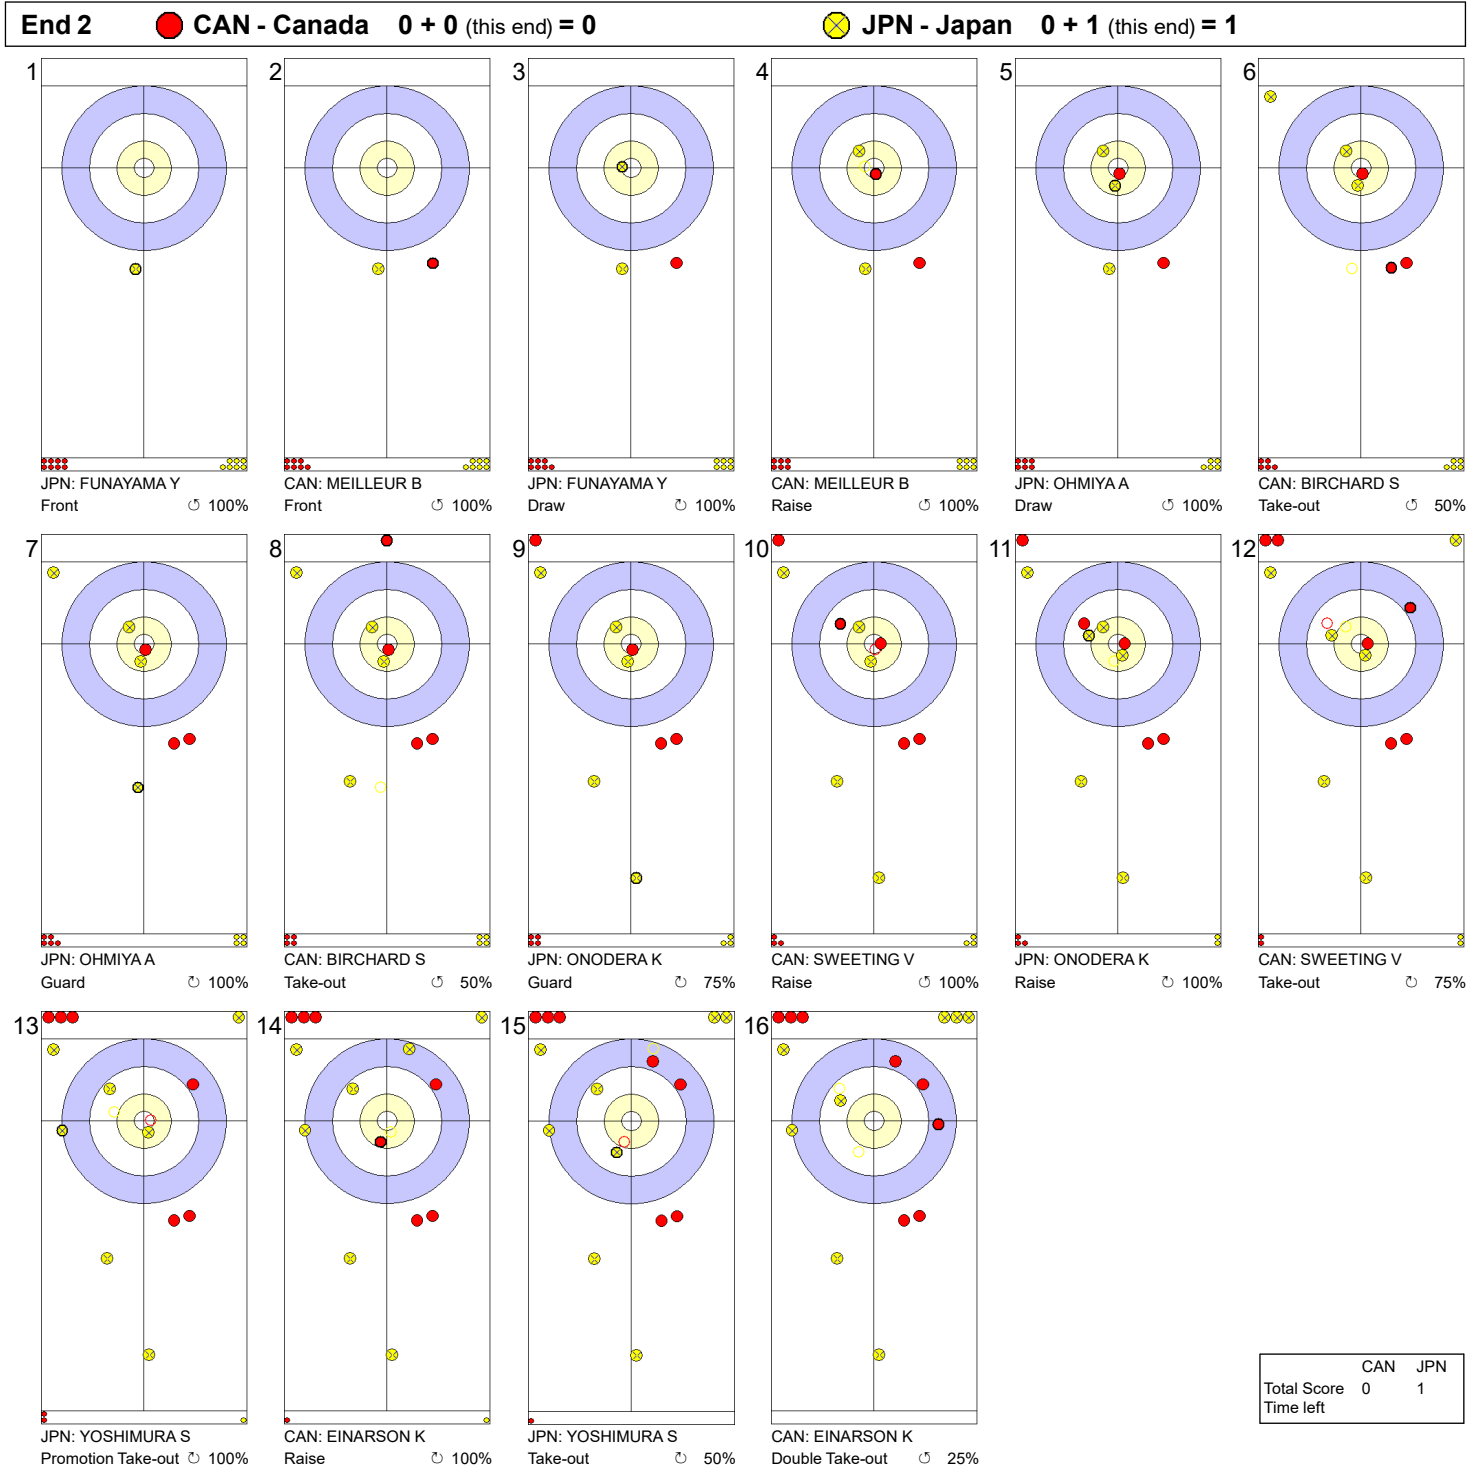 End 2 CAN - Canada 0 + 0 (this end) = 0 JPN - Japan 0 + 1 (this end) = 1
1 2 3 4 5 6
JPN: FUNAYAMA Y CAN: MEILLEUR B JPN: FUNAYAMA Y CAN: MEILLEUR B JPN: OHMIYA A CAN: BIRCHARD S
Front ↺ 100% Front ↺ 100% Draw ↻ 100% Raise ↺ 100% Draw ↺ 100% Take-out ↺ 50%
7 8 9 10 11 12
JPN: OHMIYA A CAN: BIRCHARD S JPN: ONODERA K CAN: SWEETING V JPN: ONODERA K CAN: SWEETING V
Guard ↻ 100% Take-out ↺ 50% Guard ↻ 75% Raise ↺ 100% Raise ↻ 100% Take-out ↻ 75%
13 14 15 16
JPN: YOSHIMURA S CAN: EINARSON K JPN: YOSHIMURA S CAN: EINARSON K
Promotion Take-out ↻ 100% Raise ↻ 100% Take-out ↻ 50% Double Take-out ↺ 25%
CAN JPN
Total Score 0 1
Time left